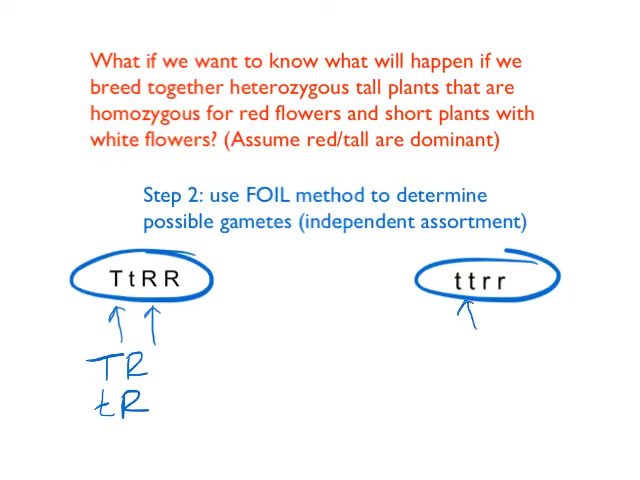 What if we want to know what will happen if we
breed together heterozygous tall plants that are
homozygous for red flowers and short plants with
white flowers? (Assume red/tall are dominant)
Step 2: use FOIL method to determine
possible gametes (independent assortment)
T t R R
t t r r
TR
tR